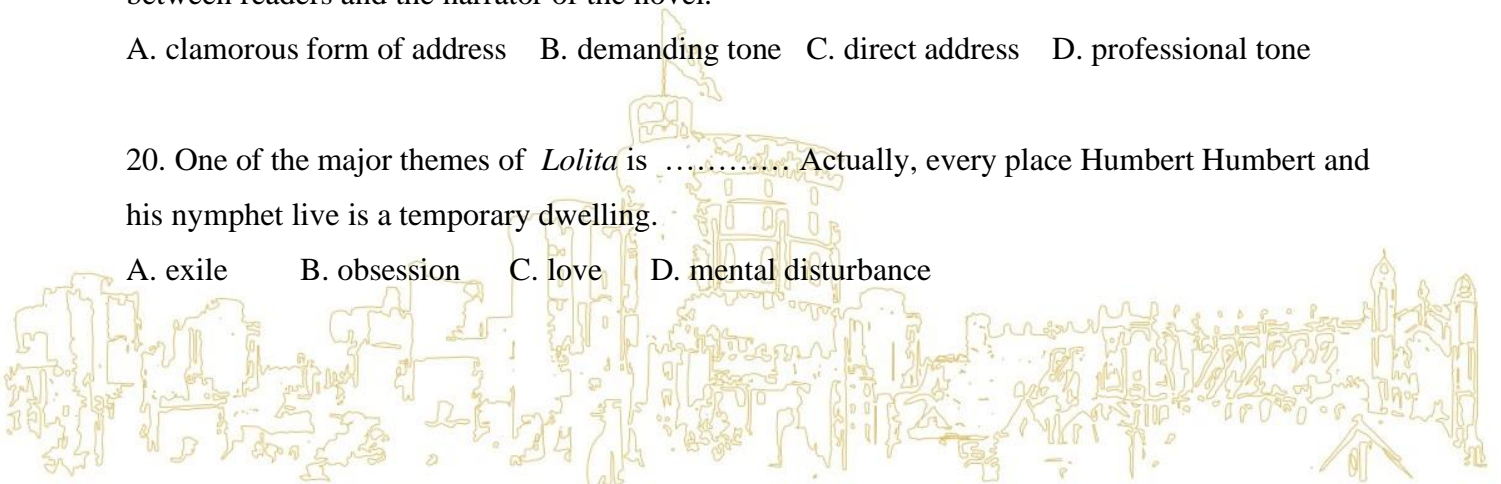 between readers and the narrator of the novel.
A. clamorous form of address B. demanding tone C. direct address D. professional tone
20. One of the major themes of Lolita is ………… Actually, every place Humbert Humbert and
his nymphet live is a temporary dwelling.
A. exile B. obsession C. love D. mental disturbance